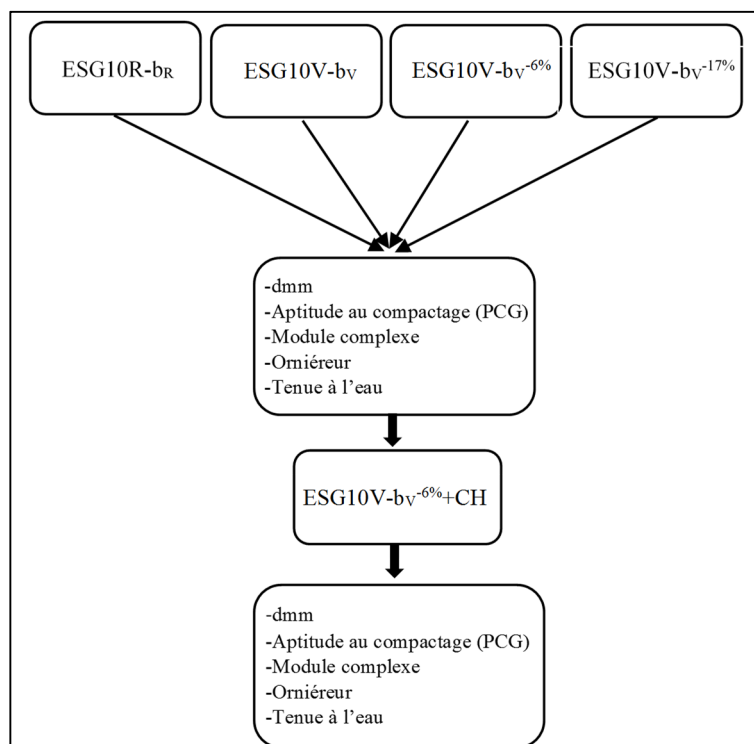 ESG10R-bR
ESG10V-bV
ESG10V-bV-6%
ESG10V-bV-17%
-dmm
-Aptitude au compactage (PCG)
-Module complexe
-Orniéreur
-Tenue à l’eau
ESG10V-bV-6%+CH
-dmm
-Aptitude au compactage (PCG)
-Module complexe
-Orniéreur
-Tenue à l’eau